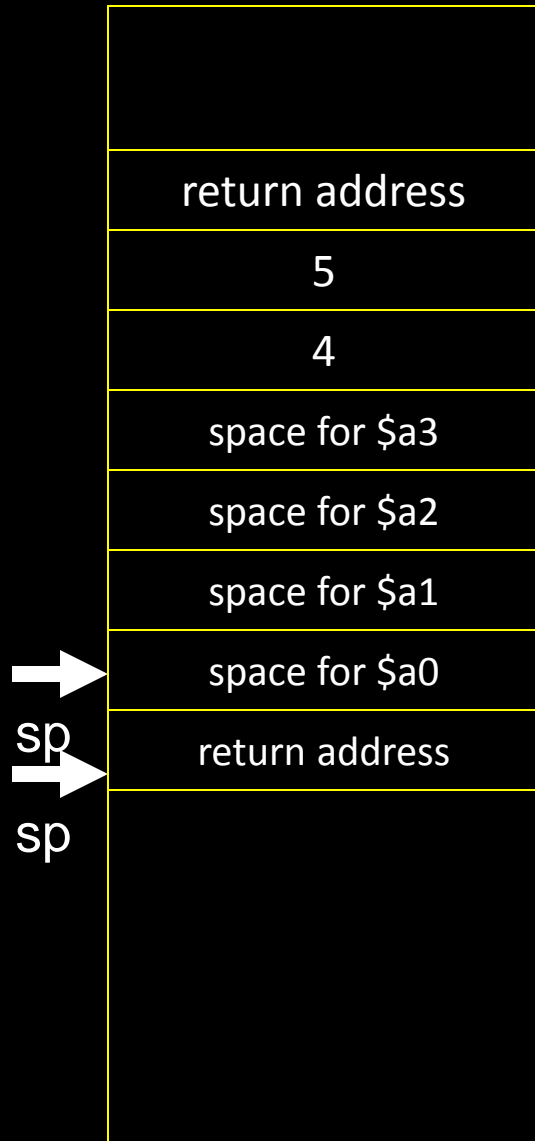 return address
5
4
space for $a3
space for $a2
space for $a1
space for $a0
sp
return address
sp